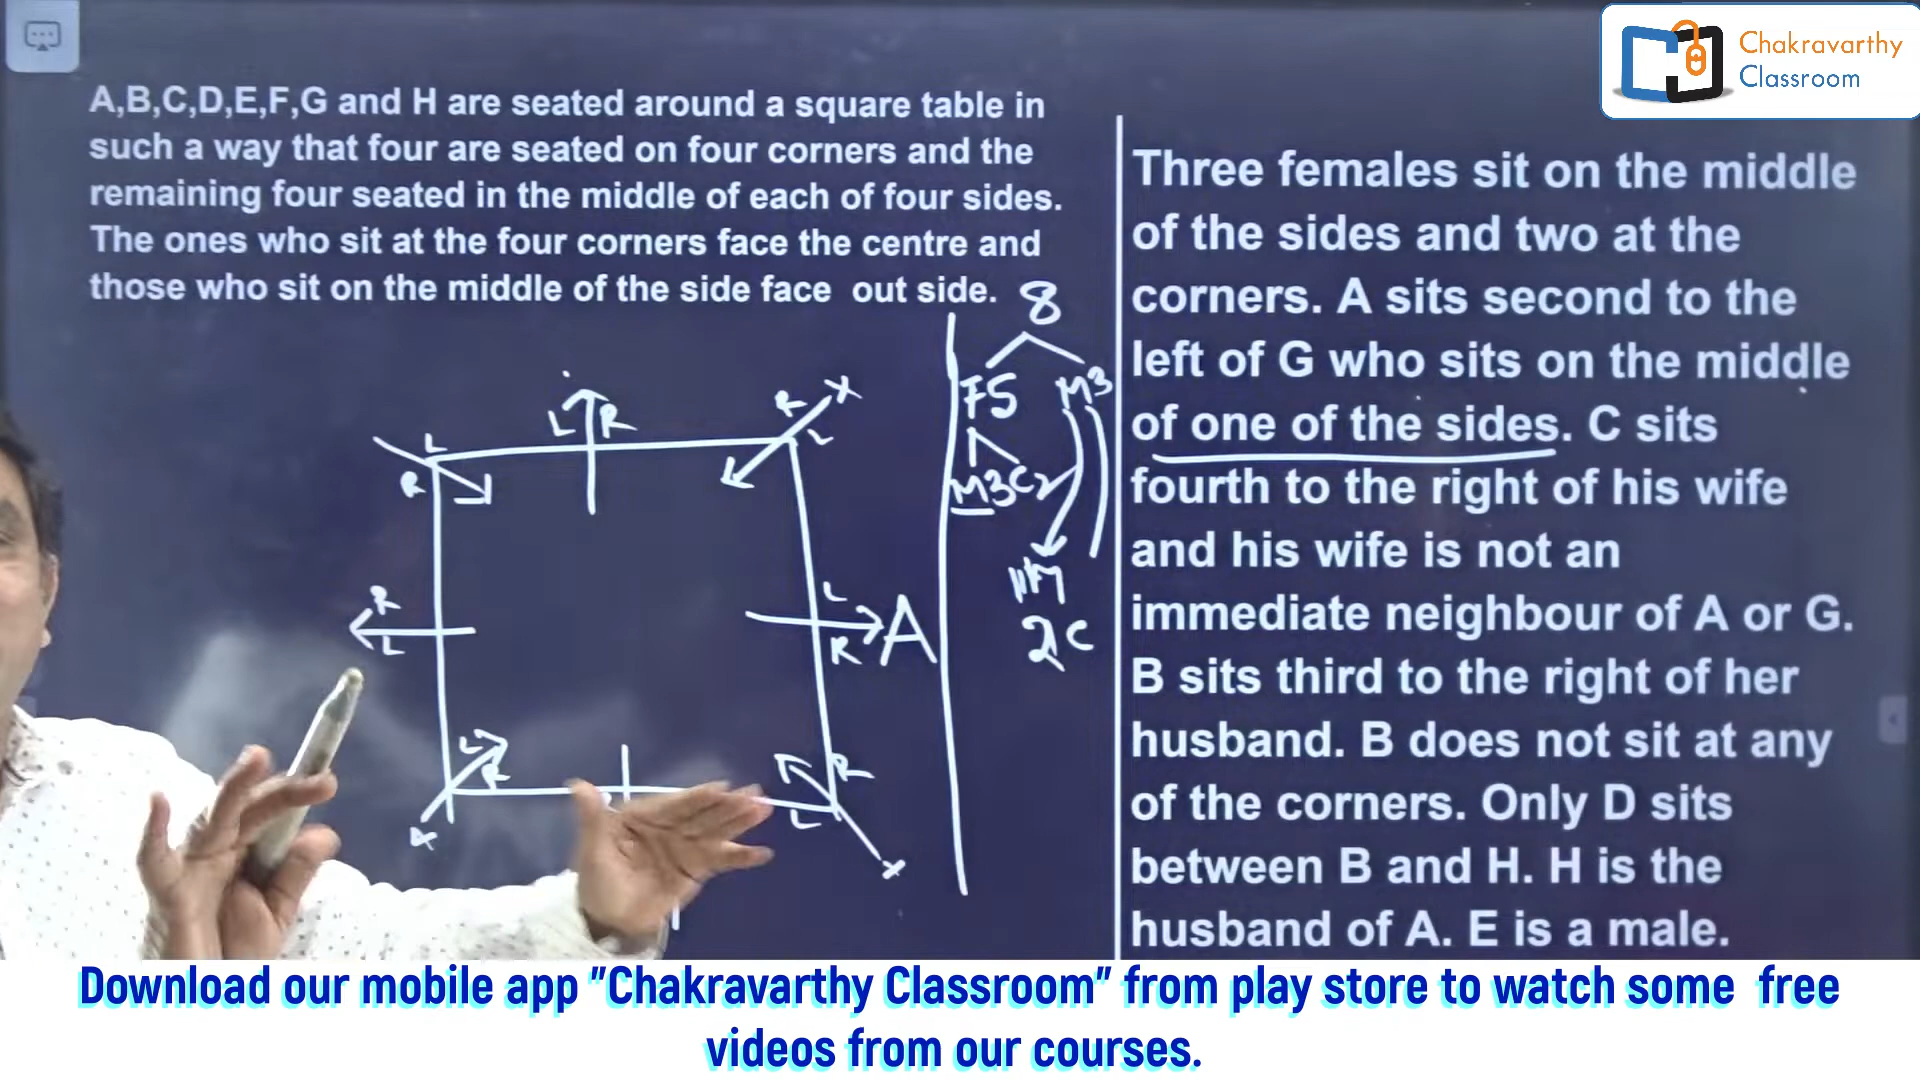 Chakravarthy
Classroom
A,B,C,D,E,F,G and H are seated around a square table in
such a way that four are seated on four corners and the
remaining four seated in the middle of each of four sides.
The ones who sit at the four corners face the centre and
those who sit on the middle of the side face out side.
8
F5 M3
M3 C2
2C
L R
R X
L
L
R
R
L
L
R A
L
R
X
R
L
X
Three females sit on the middle
of the sides and two at the
corners. A sits second to the
left of G who sits on the middle
of one of the sides. C sits
fourth to the right of his wife
and his wife is not an
immediate neighbour of A or G.
B sits third to the right of her
husband. B does not sit at any
of the corners. Only D sits
between B and H. H is the
husband of A. E is a male.
Download our mobile app "Chakravarthy Classroom" from play store to watch some free
videos from our courses.